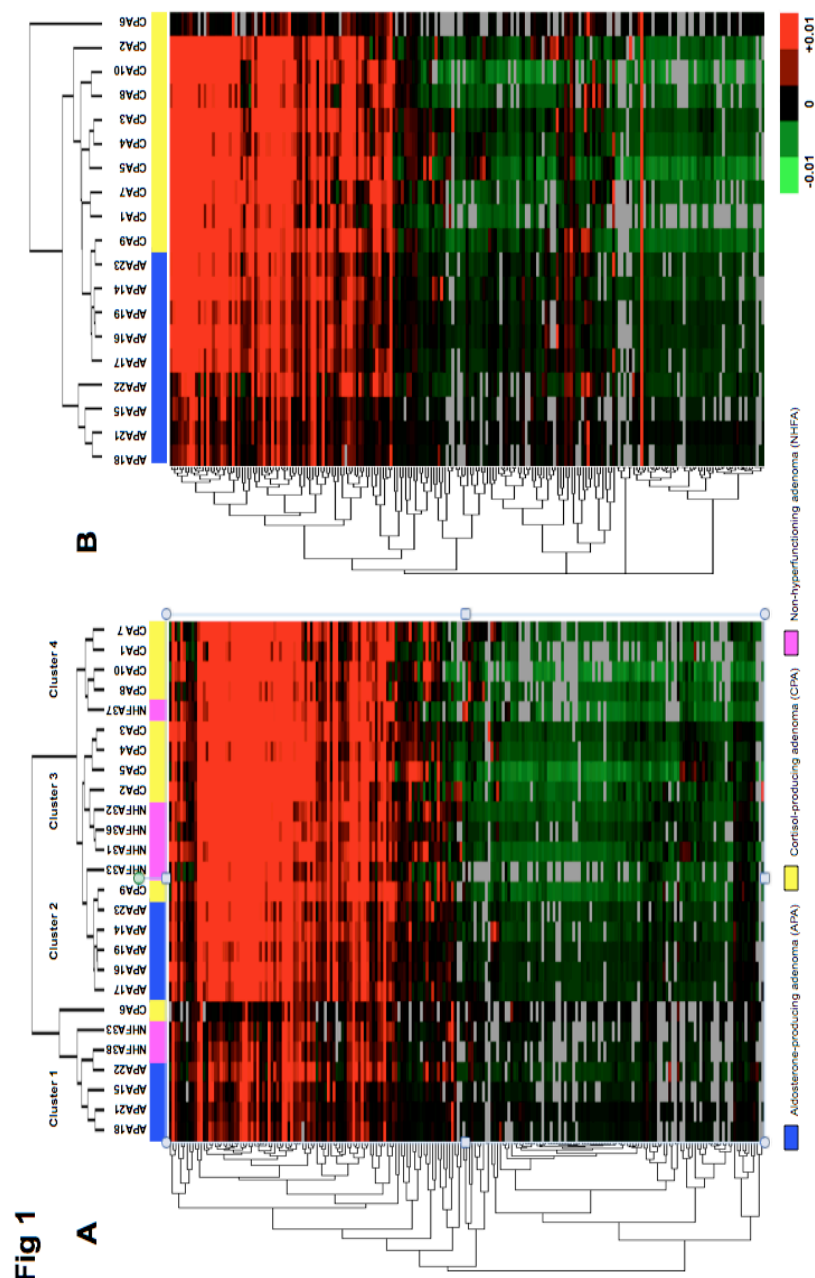 Fig 1
A
Cluster 1
Cluster 2
Cluster 3
Cluster 4
APA18
APA21
APA15
APA22
NHFA38
NHFA33
CPA6
APA17
APA16
APA19
APA14
APA23
CPA9
NHFA33
NHFA31
NHFA36
NHFA32
CPA2
CPA5
CPA4
CPA3
NHFA37
CPA8
CPA10
CPA1
CPA 7
B
APA18
APA21
APA15
APA22
APA17
APA16
APA19
APA14
APA23
CPA9
CPA1
CPA7
CPA5
CPA4
CPA3
CPA8
CPA10
CPA2
CPA6
-0.01 0 +0.01
Aldosterone-producing adenoma (APA)
Cortisol-producing adenoma (CPA)
Non-hyperfunctioning adenoma (NHFA)